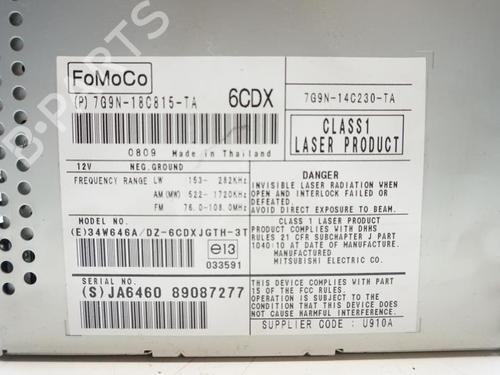 FoMoCo
(P) 7G9N-18C815-TA
6CDX
0809 Made in Thailand
12V NEG.GROUND
FREQUENCY RANGE LW 153- 282KHz
AM(MW) 522- 1720KHz
FM 76.0-108.0MHz
MODEL NO.
(E)34W646A/DZ-6CDXJGTH-3T
e13
033591
SERIAL NO.
(S)JA6460 89087277
7G9N-14C230-TA
CLASS1
LASER PRODUCT
DANGER
INVISIBLE LASER RADIATION WHEN
OPEN AND INTERLOCK FAILED OR
DEFEATED.
AVOID DIRECT EXPOSURE TO BEAM.
CLASS 1 LASER PRODUCT
PRODUCT COMPLIES WITH DHHS
RULES 21 CFR SUBCHAPTER J PART
1040:10 AT DATE OF MANUFACTURE.
MANUFACTURED
MITSUBISHI ELECTRIC CO.
THIS DEVICE COMPLIES WITH PART
15 OF THE FCC RULES.
OPERATION IS SUBJECT TO THE
CONDITION THAT THIS DEVICE DOES
NOT CAUSE HARMFUL INTERFERENCE.
SUPPLIER CODE : U910A
B-PARTS